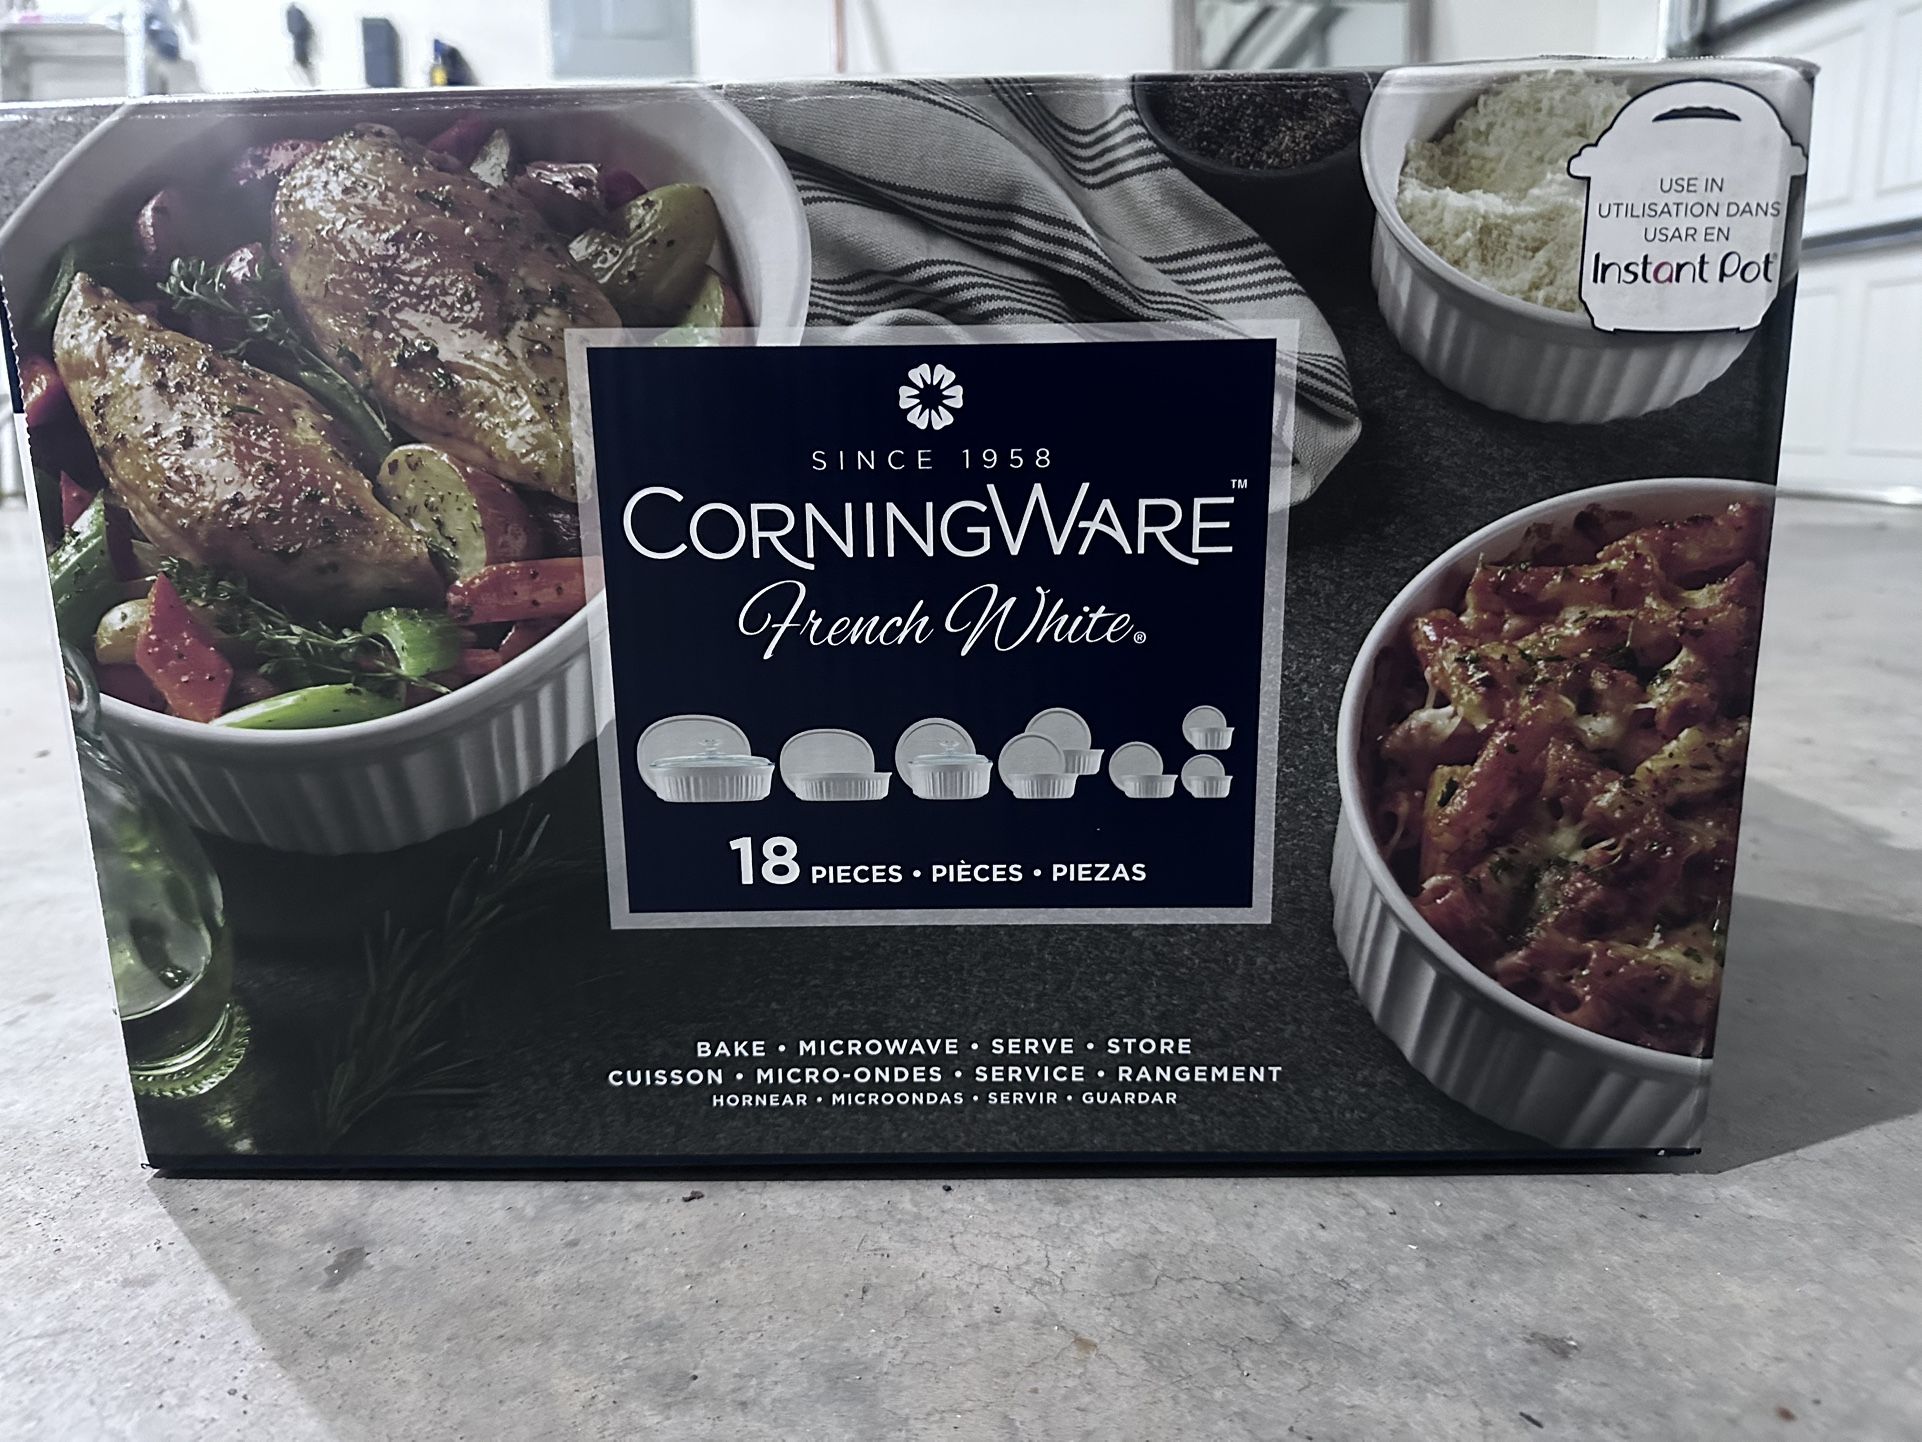 USE IN
UTILISATION DANS
USAR EN
Instant Pot
SINCE 1958
CORNINGWARE™
French White®
18 PIECES • PIÈCES • PIEZAS
BAKE • MICROWAVE • SERVE • STORE
CUISSON • MICRO-ONDES • SERVICE • RANGEMENT
HORNEAR • MICROONDAS • SERVIR • GUARDAR